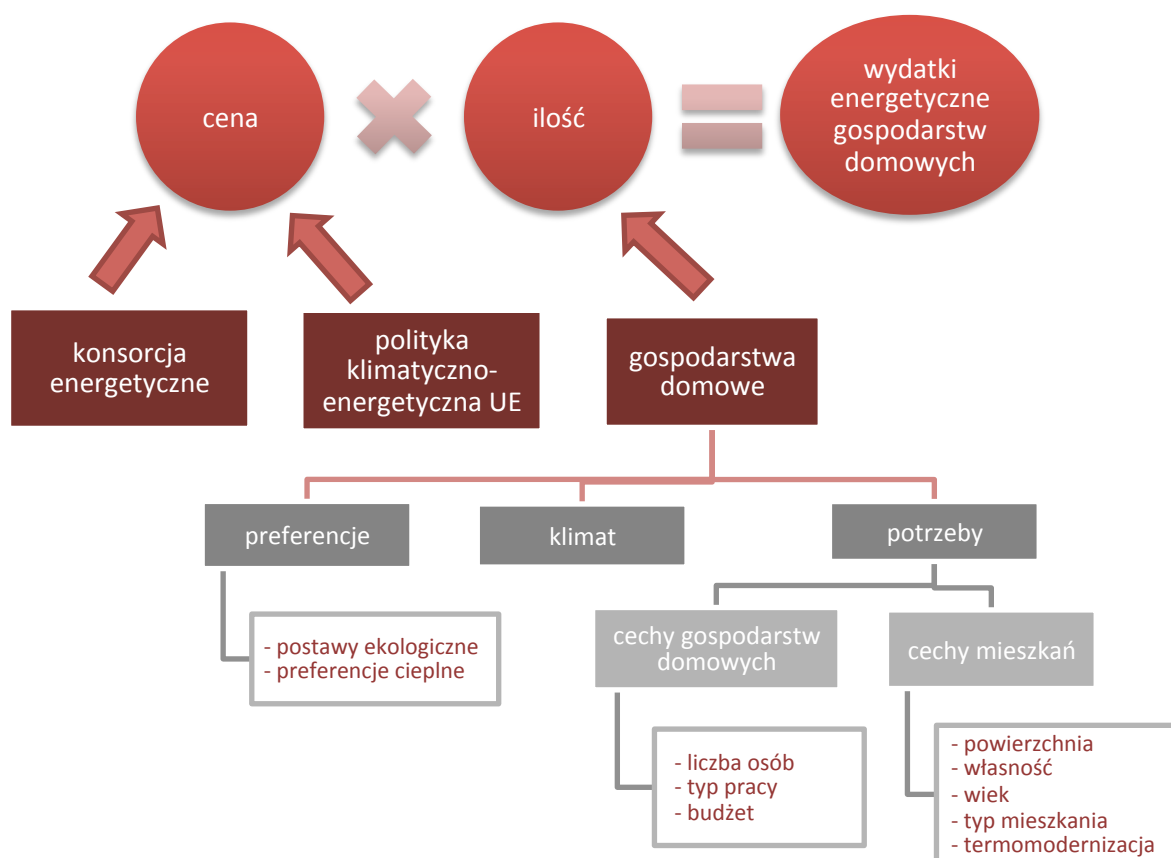 cena
ilość
wydatki
energetyczne
gospodarstw
domowych
konsorcja
energetyczne
polityka
klimatyczno-
energetyczna UE
gospodarstwa
domowe
preferencje
klimat
potrzeby
- postawy ekologiczne
- preferencje cieplne
cechy gospodarstw
domowych
cechy mieszkań
- liczba osób
- typ pracy
- budżet
- powierzchnia
- własność
- wiek
- typ mieszkania
- termomodernizacja